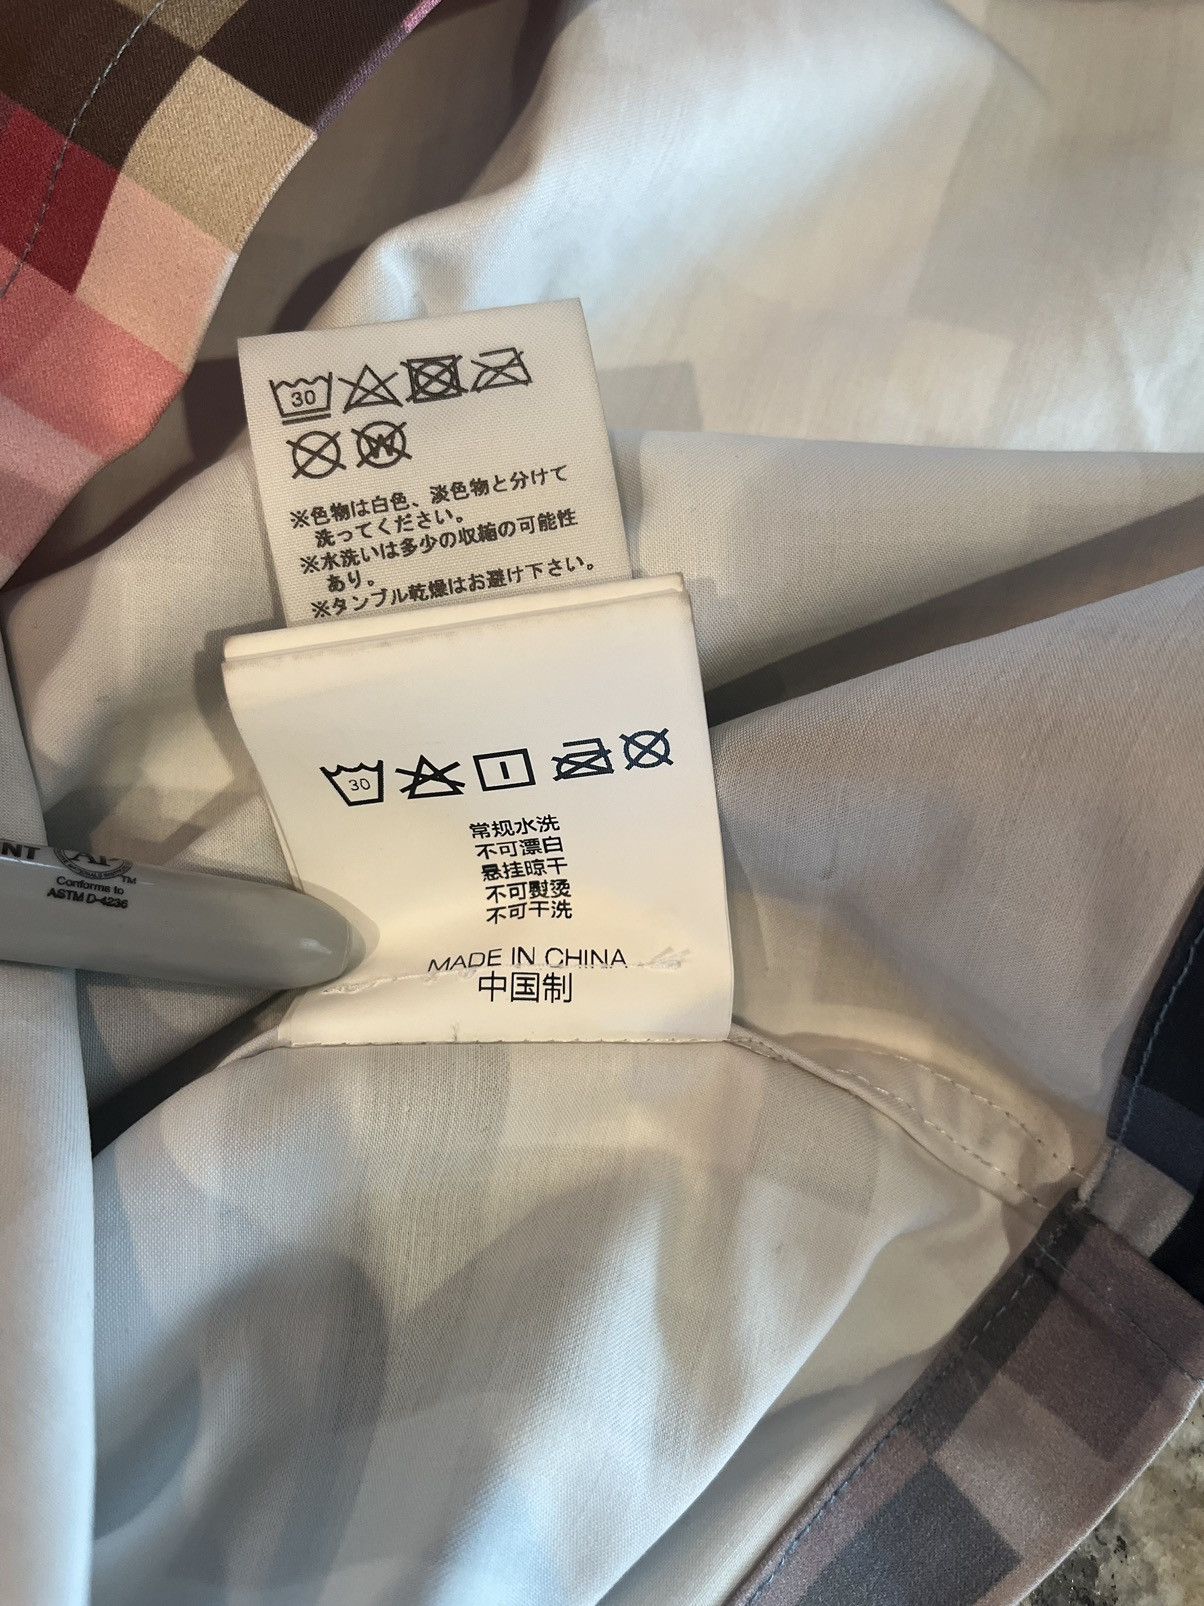 30
W
※色物は白色、淡色物と分けて
洗ってください。
※水洗いは多少の収縮の可能性
あり。
※タンブル乾燥はお避け下さい。
30
常规水洗
不可漂白
悬挂晾干
不可熨烫
不可干洗
MADE IN CHINA
中国制
NT
AP
TM
Conforms to
ASTM D-4236